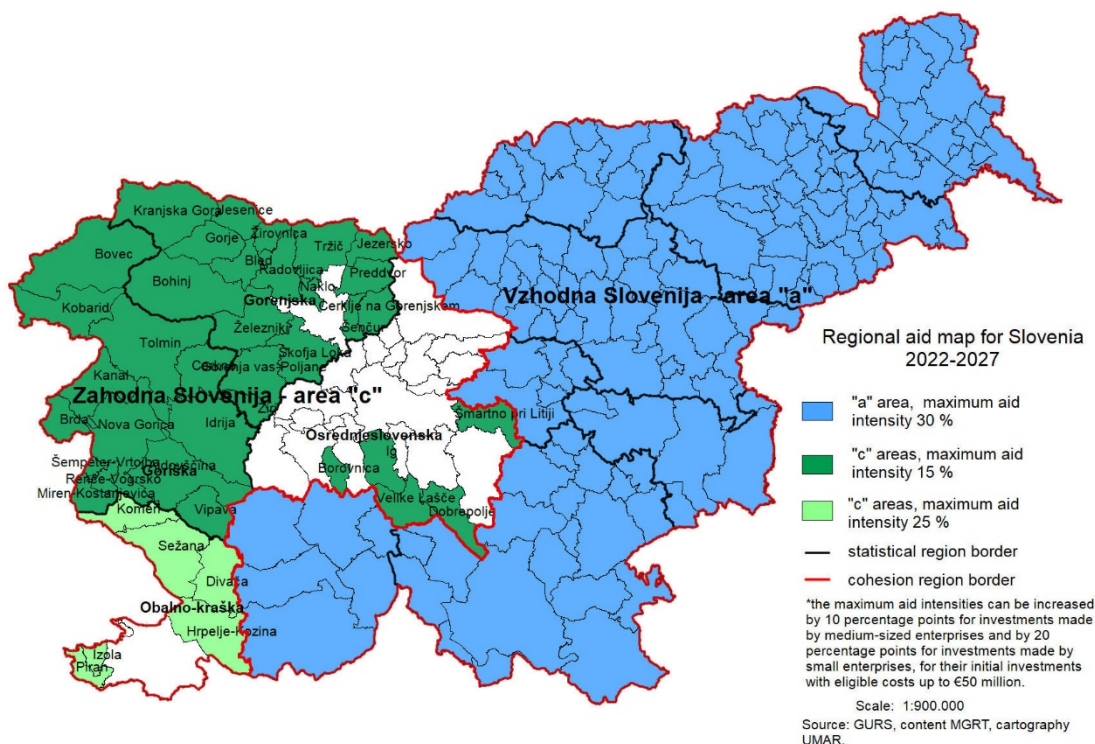 Kranjska Gora
Jesenice
Žirovnica
Gorje
Tržič
Jezersko
Bovec
Bled
Radovljica
Preddvor
Bohinj
Naklo
Gorenjska
Cerklje na Gorenjskem
Kobarid
Železniki
Šenčur
Tolmin
Škofja Loka
Cerkno
Gorenja vas-Poljane
Kanal
Zahodna Slovenija - area "c"
Vzhodna Slovenija - area "a"
Žiri
Brda
Nova Gorica
Idrija
Šmartno pri Litiji
Osrednjeslovenska
Ig
Šempeter-Vrtojba
Ajdovščina
Goriška
Borovnica
Renče-Vogrsko
Miren-Kostanjevica
Velike Lašče
Komen
Vipava
Dobrepolje
Sežana
Divača
Obalno-kraška
Hrpelje-Kozina
Izola
Piran
Regional aid map for Slovenia
2022-2027
"a" area, maximum aid
intensity 30 %
"c" areas, maximum aid
intensity 15 %
"c" areas, maximum aid
intensity 25 %
statistical region border
cohesion region border
*the maximum aid intensities can be increased
by 10 percentage points for investments made
by medium-sized enterprises and by 20
percentage points for investments made by
small enterprises, for their initial investments
with eligible costs up to €50 million.
Scale: 1:900.000
Source: GURS, content MGRT, cartography
UMAR.